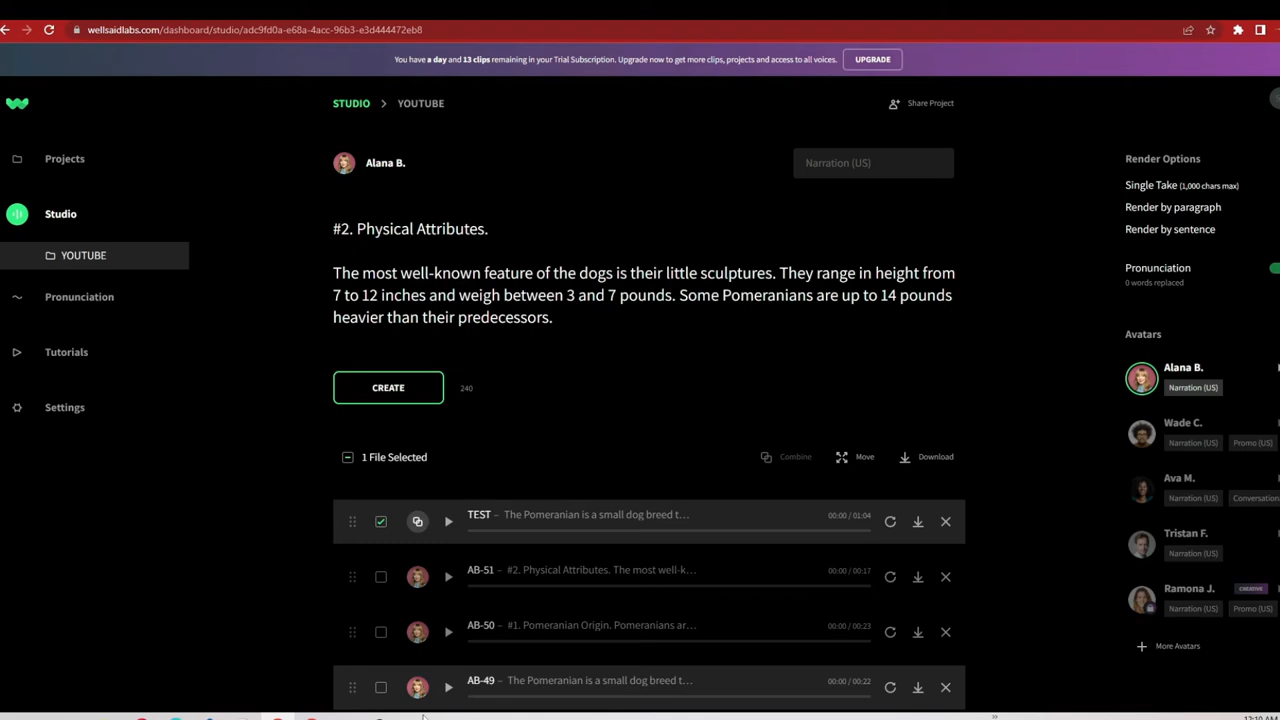 wellsaidlabs.com/dashboard/studio/adc9fd0a-e68a-4acc-96b3-e3d444472eb8
You have a day and 13 clips remaining in your Trial Subscription. Upgrade now to get more clips, projects and access to all voices.
UPGRADE
STUDIO > YOUTUBE
Share Project
Projects
Studio
YOUTUBE
Pronunciation
Tutorials
Settings
Alana B.
Narration (US)
#2. Physical Attributes.
The most well-known feature of the dogs is their little sculptures. They range in height from
7 to 12 inches and weigh between 3 and 7 pounds. Some Pomeranians are up to 14 pounds
heavier than their predecessors.
CREATE
240
1 File Selected
Combine
Move
Download
TEST – The Pomeranian is a small dog breed t...
00:00 / 01:04
AB-51 – #2. Physical Attributes. The most well-k...
00:00 / 00:17
AB-50 – #1. Pomeranian Origin. Pomeranians ar...
00:00 / 00:23
AB-49 – The Pomeranian is a small dog breed t...
00:00 / 00:22
Render Options
Single Take (1,000 chars max)
Render by paragraph
Render by sentence
Pronunciation
0 words replaced
Avatars
Alana B.
Narration (US)
Wade C.
Narration (US) Promo (US)
Ava M.
Narration (US) Conversation
Tristan F.
Narration (US)
Ramona J. CREATIVE
Narration (US) Promo (US)
More Avatars